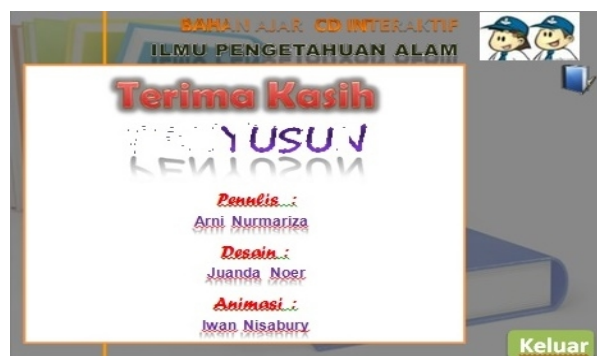 BAHAN AJAR CD INTERAKTIF
ILMU PENGETAHUAN ALAM
Terima Kasih
Penulis :
Arni Nurmariza
Desain :
Juanda Noer
Animasi :
Iwan Nisabury
Keluar